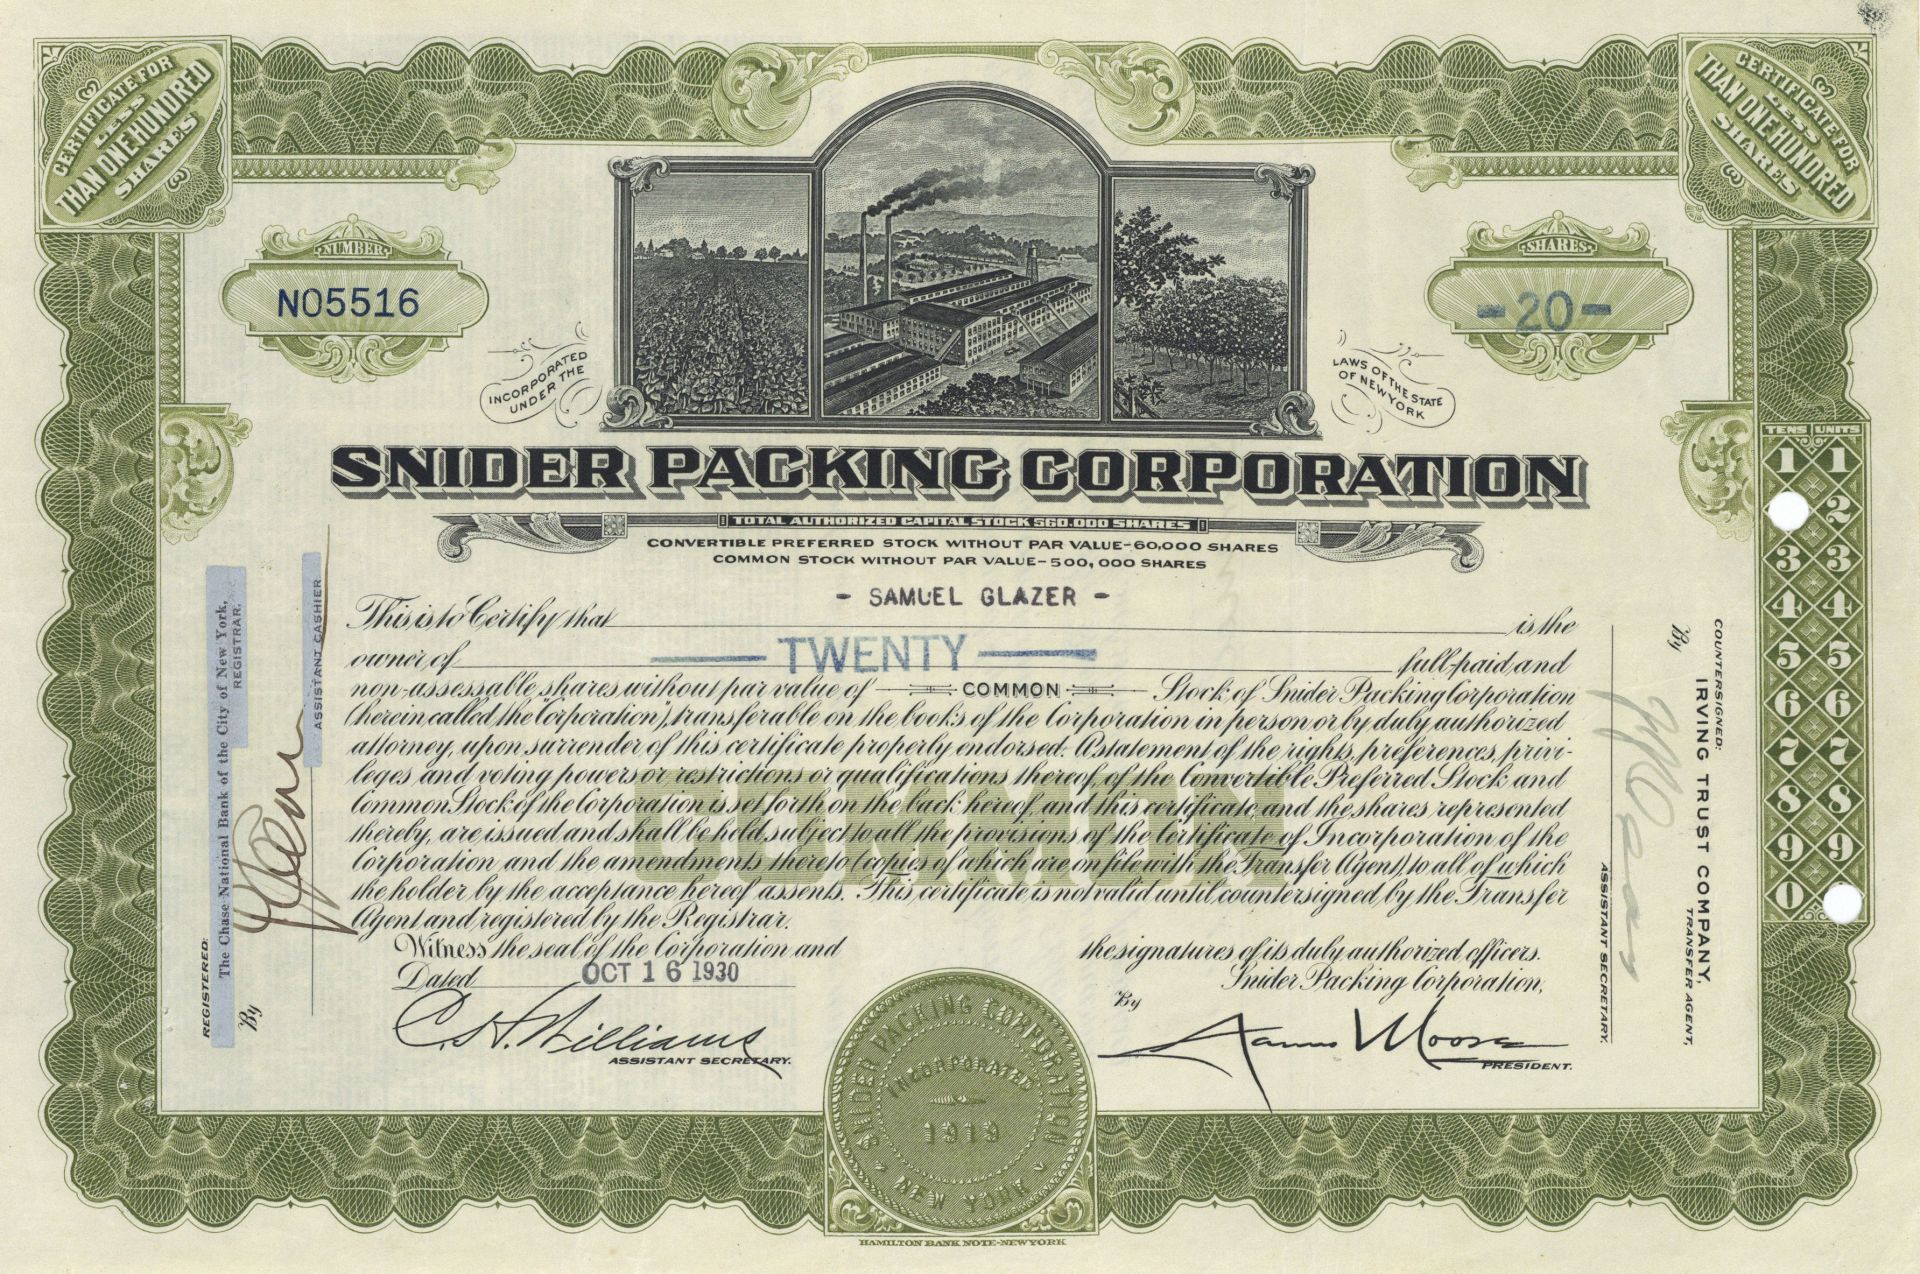 CERTIFICATE FOR
LESS
THAN ONE HUNDRED
SHARES
CERTIFICATE FOR
LESS
THAN ONE HUNDRED
SHARES
NUMBER
NO5516
SHARES
-20-
INCORPORATED
UNDER THE
LAWS OF THE STATE
OF NEW YORK
SNIDER PACKING CORPORATION
TOTAL AUTHORIZED CAPITAL STOCK 560,000 SHARES
CONVERTIBLE PREFERRED STOCK WITHOUT PAR VALUE-60,000 SHARES
COMMON STOCK WITHOUT PAR VALUE-500,000 SHARES
- SAMUEL GLAZER -
This is to Certify that is the
TWENTY
owner of full-paid and
non-assessable shares without par value of COMMON Stock of Snider Packing Corporation
(herein called the "Corporation"), transferable on the books of the Corporation in person or by duly authorized
attorney, upon surrender of this certificate properly endorsed. A statement of the rights, preferences, privi-
leges and voting powers or restrictions or qualifications thereof, of the Convertible Preferred Stock and
Common Stock of the Corporation is set forth on the back hereof, and this certificate and the shares represented
thereby, are issued and shall be held subject to all the provisions of the Certificate of Incorporation of the
Corporation and the amendments thereto (copies of which are on file with the Transfer Agent) to all of which
the holder by the acceptance hereof assents. This certificate is not valid until countersigned by the Transfer
Agent and registered by the Registrar.
Witness the seal of the Corporation and the signatures of its duly authorized officers.
Dated OCT 16 1930
Snider Packing Corporation,
By
C. H. Williams
ASSISTANT SECRETARY.
PRESIDENT.
SNIDER PACKING CORPORATION
INCORPORATED
1919
NEW YORK
HAMILTON BANK NOTE-NEW YORK
REGISTERED:
The Chase National Bank of the City of New York,
REGISTRAR.
By
ASSISTANT CASHIER
COUNTERSIGNED:
IRVING TRUST COMPANY,
TRANSFER AGENT,
By
ASSISTANT SECRETARY.
TENS UNITS
1 1
2
3 3
4 4
5 5
6 6
7 7
8 8
9 9
0